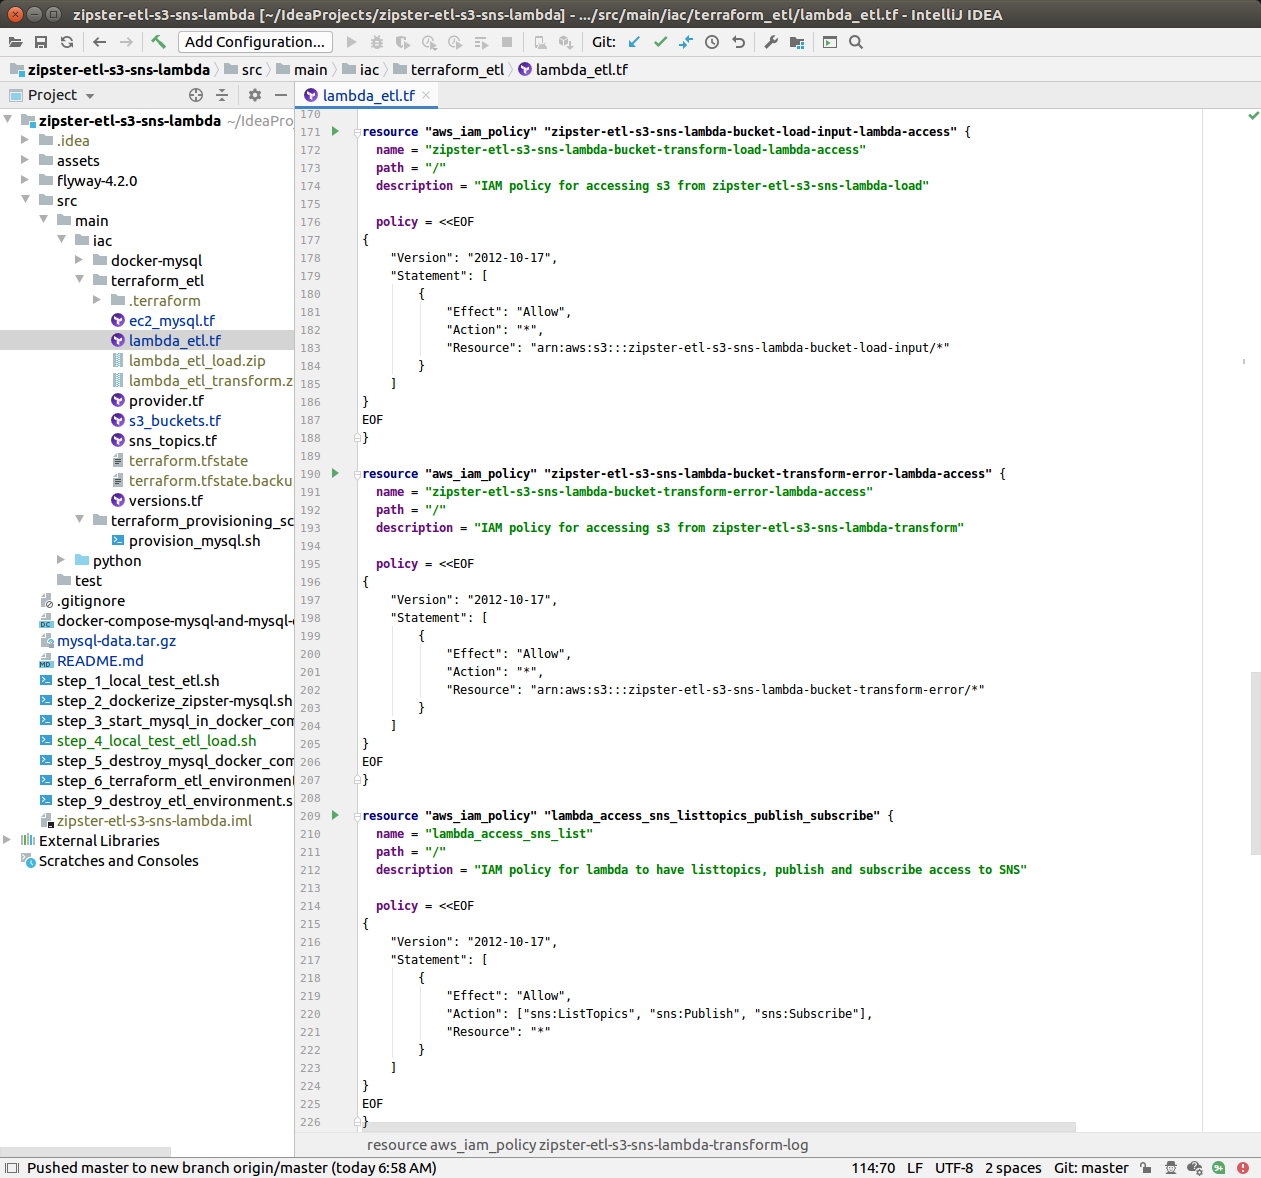 zipster-etl-s3-sns-lambda [~/IdeaProjects/zipster-etl-s3-sns-lambda] - .../src/main/iac/terraform_etl/lambda_etl.tf - IntelliJ IDEA
Add Configuration...
Git:
zipster-etl-s3-sns-lambda
src
main
iac
terraform_etl
lambda_etl.tf
Project
lambda_etl.tf
zipster-etl-s3-sns-lambda ~/IdeaProj
.idea
assets
flyway-4.2.0
src
main
iac
docker-mysql
terraform_etl
.terraform
ec2_mysql.tf
lambda_etl.tf
lambda_etl_load.zip
lambda_etl_transform.z
provider.tf
s3_buckets.tf
sns_topics.tf
terraform.tfstate
terraform.tfstate.backu
versions.tf
terraform_provisioning_sc
provision_mysql.sh
python
test
.gitignore
docker-compose-mysql-and-mysql-
mysql-data.tar.gz
README.md
step_1_local_test_etl.sh
step_2_dockerize_zipster-mysql.sh
step_3_start_mysql_in_docker_com
step_4_local_test_etl_load.sh
step_5_destroy_mysql_docker_com
step_6_terraform_etl_environment
step_9_destroy_etl_environment.s
zipster-etl-s3-sns-lambda.iml
External Libraries
Scratches and Consoles
170
171 resource "aws_iam_policy" "zipster-etl-s3-sns-lambda-bucket-load-input-lambda-access" {
172 name = "zipster-etl-s3-sns-lambda-bucket-transform-load-lambda-access"
173 path = "/"
174 description = "IAM policy for accessing s3 from zipster-etl-s3-sns-lambda-load"
175
176 policy = <<EOF
177 {
178 "Version": "2012-10-17",
179 "Statement": [
180 {
181 "Effect": "Allow",
182 "Action": "*",
183 "Resource": "arn:aws:s3:::zipster-etl-s3-sns-lambda-bucket-load-input/*"
184 }
185 ]
186 }
187 EOF
188 }
189
190 resource "aws_iam_policy" "zipster-etl-s3-sns-lambda-bucket-transform-error-lambda-access" {
191 name = "zipster-etl-s3-sns-lambda-bucket-transform-error-lambda-access"
192 path = "/"
193 description = "IAM policy for accessing s3 from zipster-etl-s3-sns-lambda-transform"
194
195 policy = <<EOF
196 {
197 "Version": "2012-10-17",
198 "Statement": [
199 {
200 "Effect": "Allow",
201 "Action": "*",
202 "Resource": "arn:aws:s3:::zipster-etl-s3-sns-lambda-bucket-transform-error/*"
203 }
204 ]
205 }
206 EOF
207 }
208
209 resource "aws_iam_policy" "lambda_access_sns_listtopics_publish_subscribe" {
210 name = "lambda_access_sns_list"
211 path = "/"
212 description = "IAM policy for lambda to have listtopics, publish and subscribe access to SNS"
213
214 policy = <<EOF
215 {
216 "Version": "2012-10-17",
217 "Statement": [
218 {
219 "Effect": "Allow",
220 "Action": ["sns:ListTopics", "sns:Publish", "sns:Subscribe"],
221 "Resource": "*"
222 }
223 ]
224 }
225 EOF
226 }
resource aws_iam_policy zipster-etl-s3-sns-lambda-transform-log
Pushed master to new branch origin/master (today 6:58 AM)
114:70 LF UTF-8 2 spaces Git: master 9+